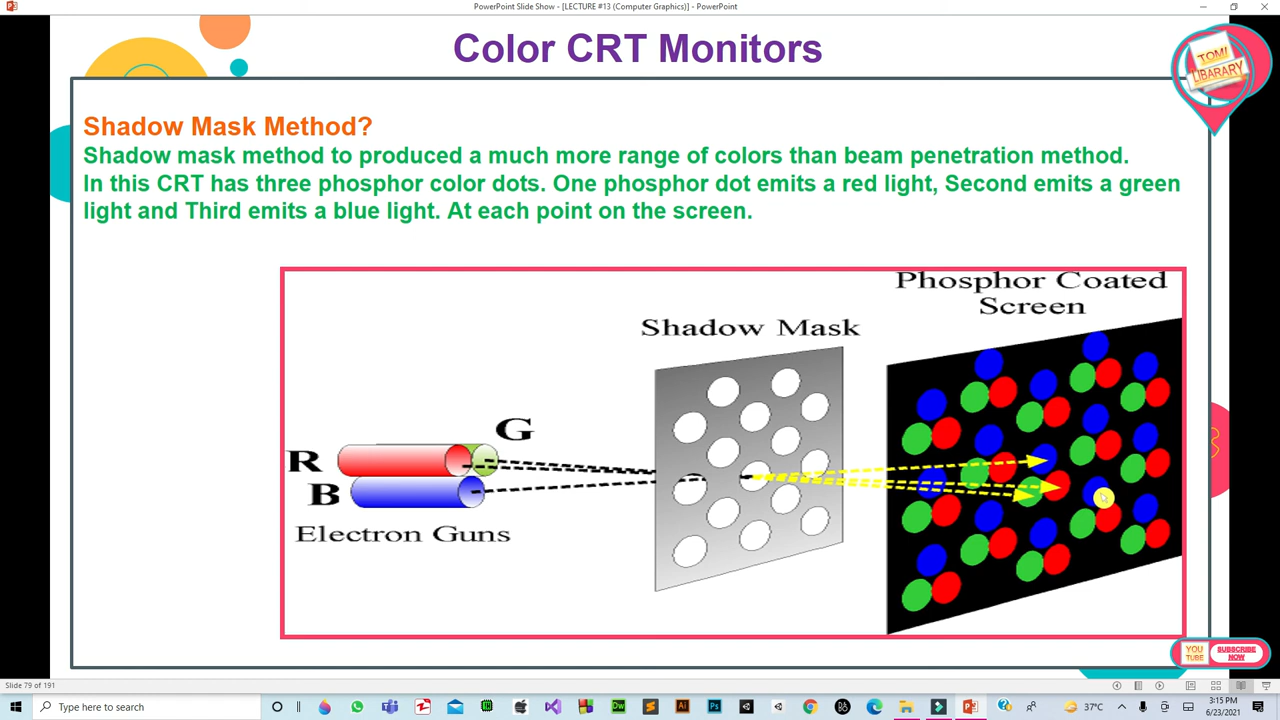 PowerPoint Slide Show - [LECTURE #13 (Computer Graphics)] - PowerPoint
Color CRT Monitors
TOMI
LIBARARY
Shadow Mask Method?
Shadow mask method to produced a much more range of colors than beam penetration method.
In this CRT has three phosphor color dots. One phosphor dot emits a red light, Second emits a green
light and Third emits a blue light. At each point on the screen.
Phosphor Coated
Screen
Shadow Mask
G
R
B
Electron Guns
YOU
TUBE
SUBSCRIBE
NOW
Slide 79 of 191
Type here to search
37°C
3:15 PM
6/23/2021